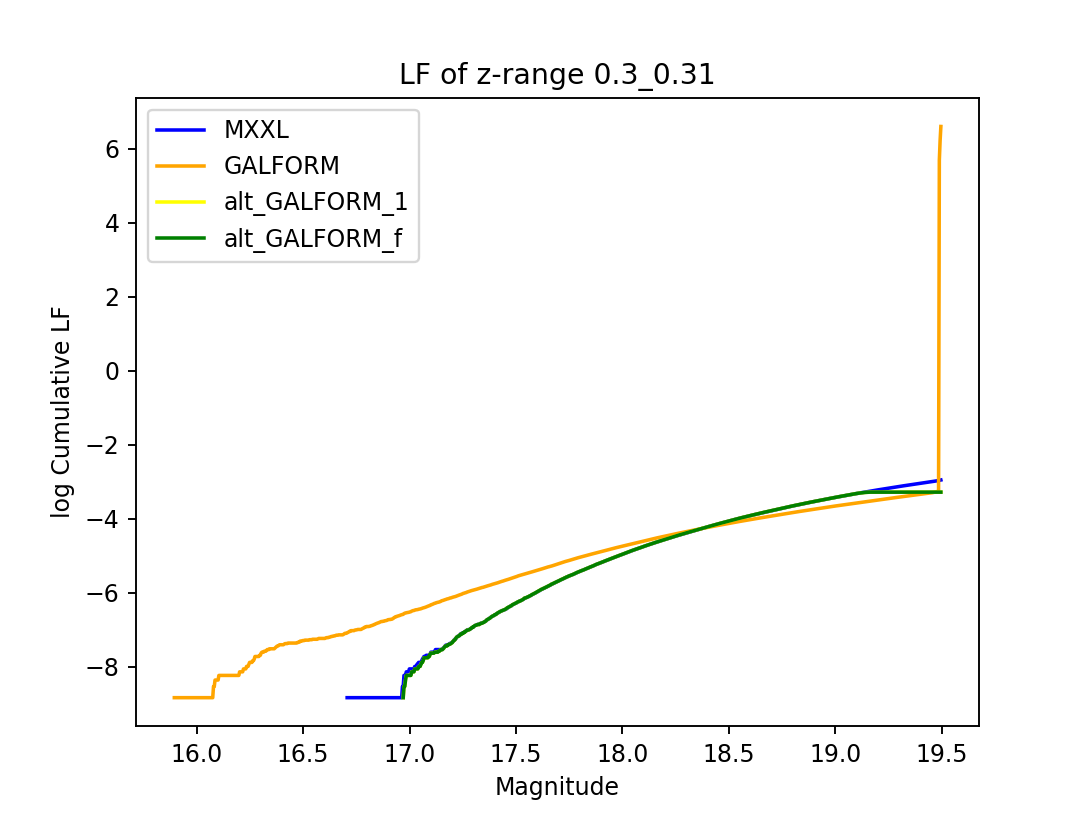 LF of z-range 0.3_0.31
MXXL
GALFORM
alt_GALFORM_1
alt_GALFORM_f
log Cumulative LF
6
4
2
0
−2
−4
−6
−8
16.0 16.5 17.0 17.5 18.0 18.5 19.0 19.5
Magnitude